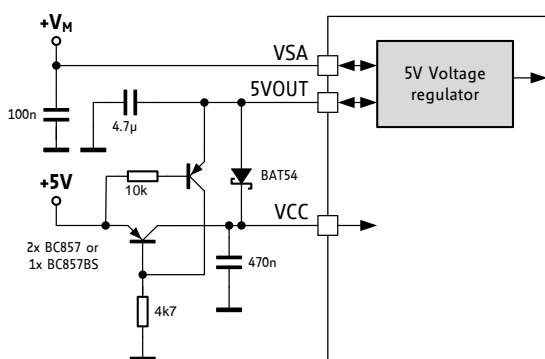 +VM
VSA
5V Voltage
regulator
5VOUT
100n
4.7µ
BAT54
10k
+5V
VCC
2x BC857 or
1x BC857BS
470n
4k7